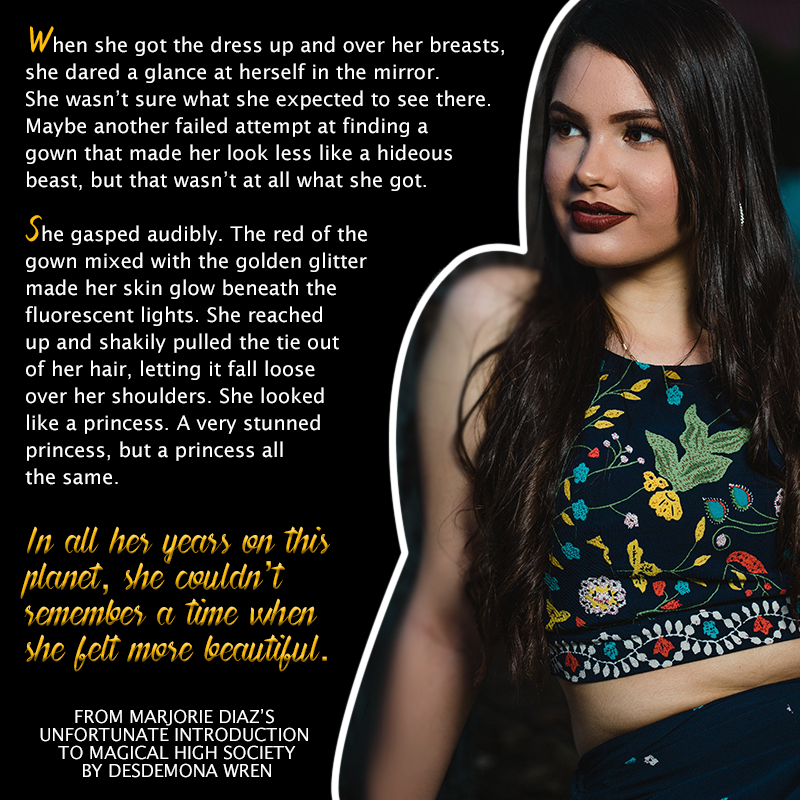 When she got the dress up and over her breasts,
she dared a glance at herself in the mirror.
She wasn’t sure what she expected to see there.
Maybe another failed attempt at finding a
gown that made her look less like a hideous
beast, but that wasn’t at all what she got.
She gasped audibly. The red of the
gown mixed with the golden glitter
made her skin glow beneath the
fluorescent lights. She reached
up and shakily pulled the tie out
of her hair, letting it fall loose
over her shoulders. She looked
like a princess. A very stunned
princess, but a princess all
the same.
In all her years on this
planet, she couldn’t
remember a time when
she felt more beautiful.
FROM MARJORIE DIAZ’S
UNFORTUNATE INTRODUCTION
TO MAGICAL HIGH SOCIETY
BY DESDEMONA WREN